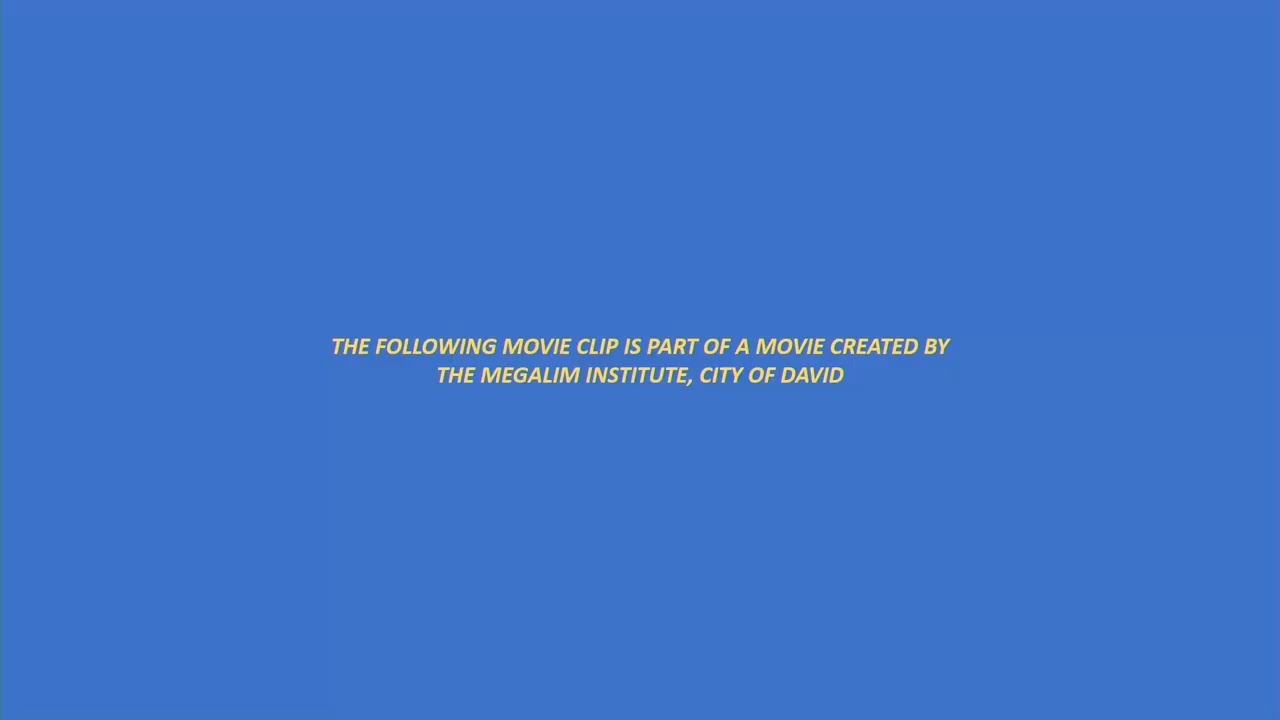 THE FOLLOWING MOVIE CLIP IS PART OF A MOVIE CREATED BY
THE MEGALIM INSTITUTE, CITY OF DAVID